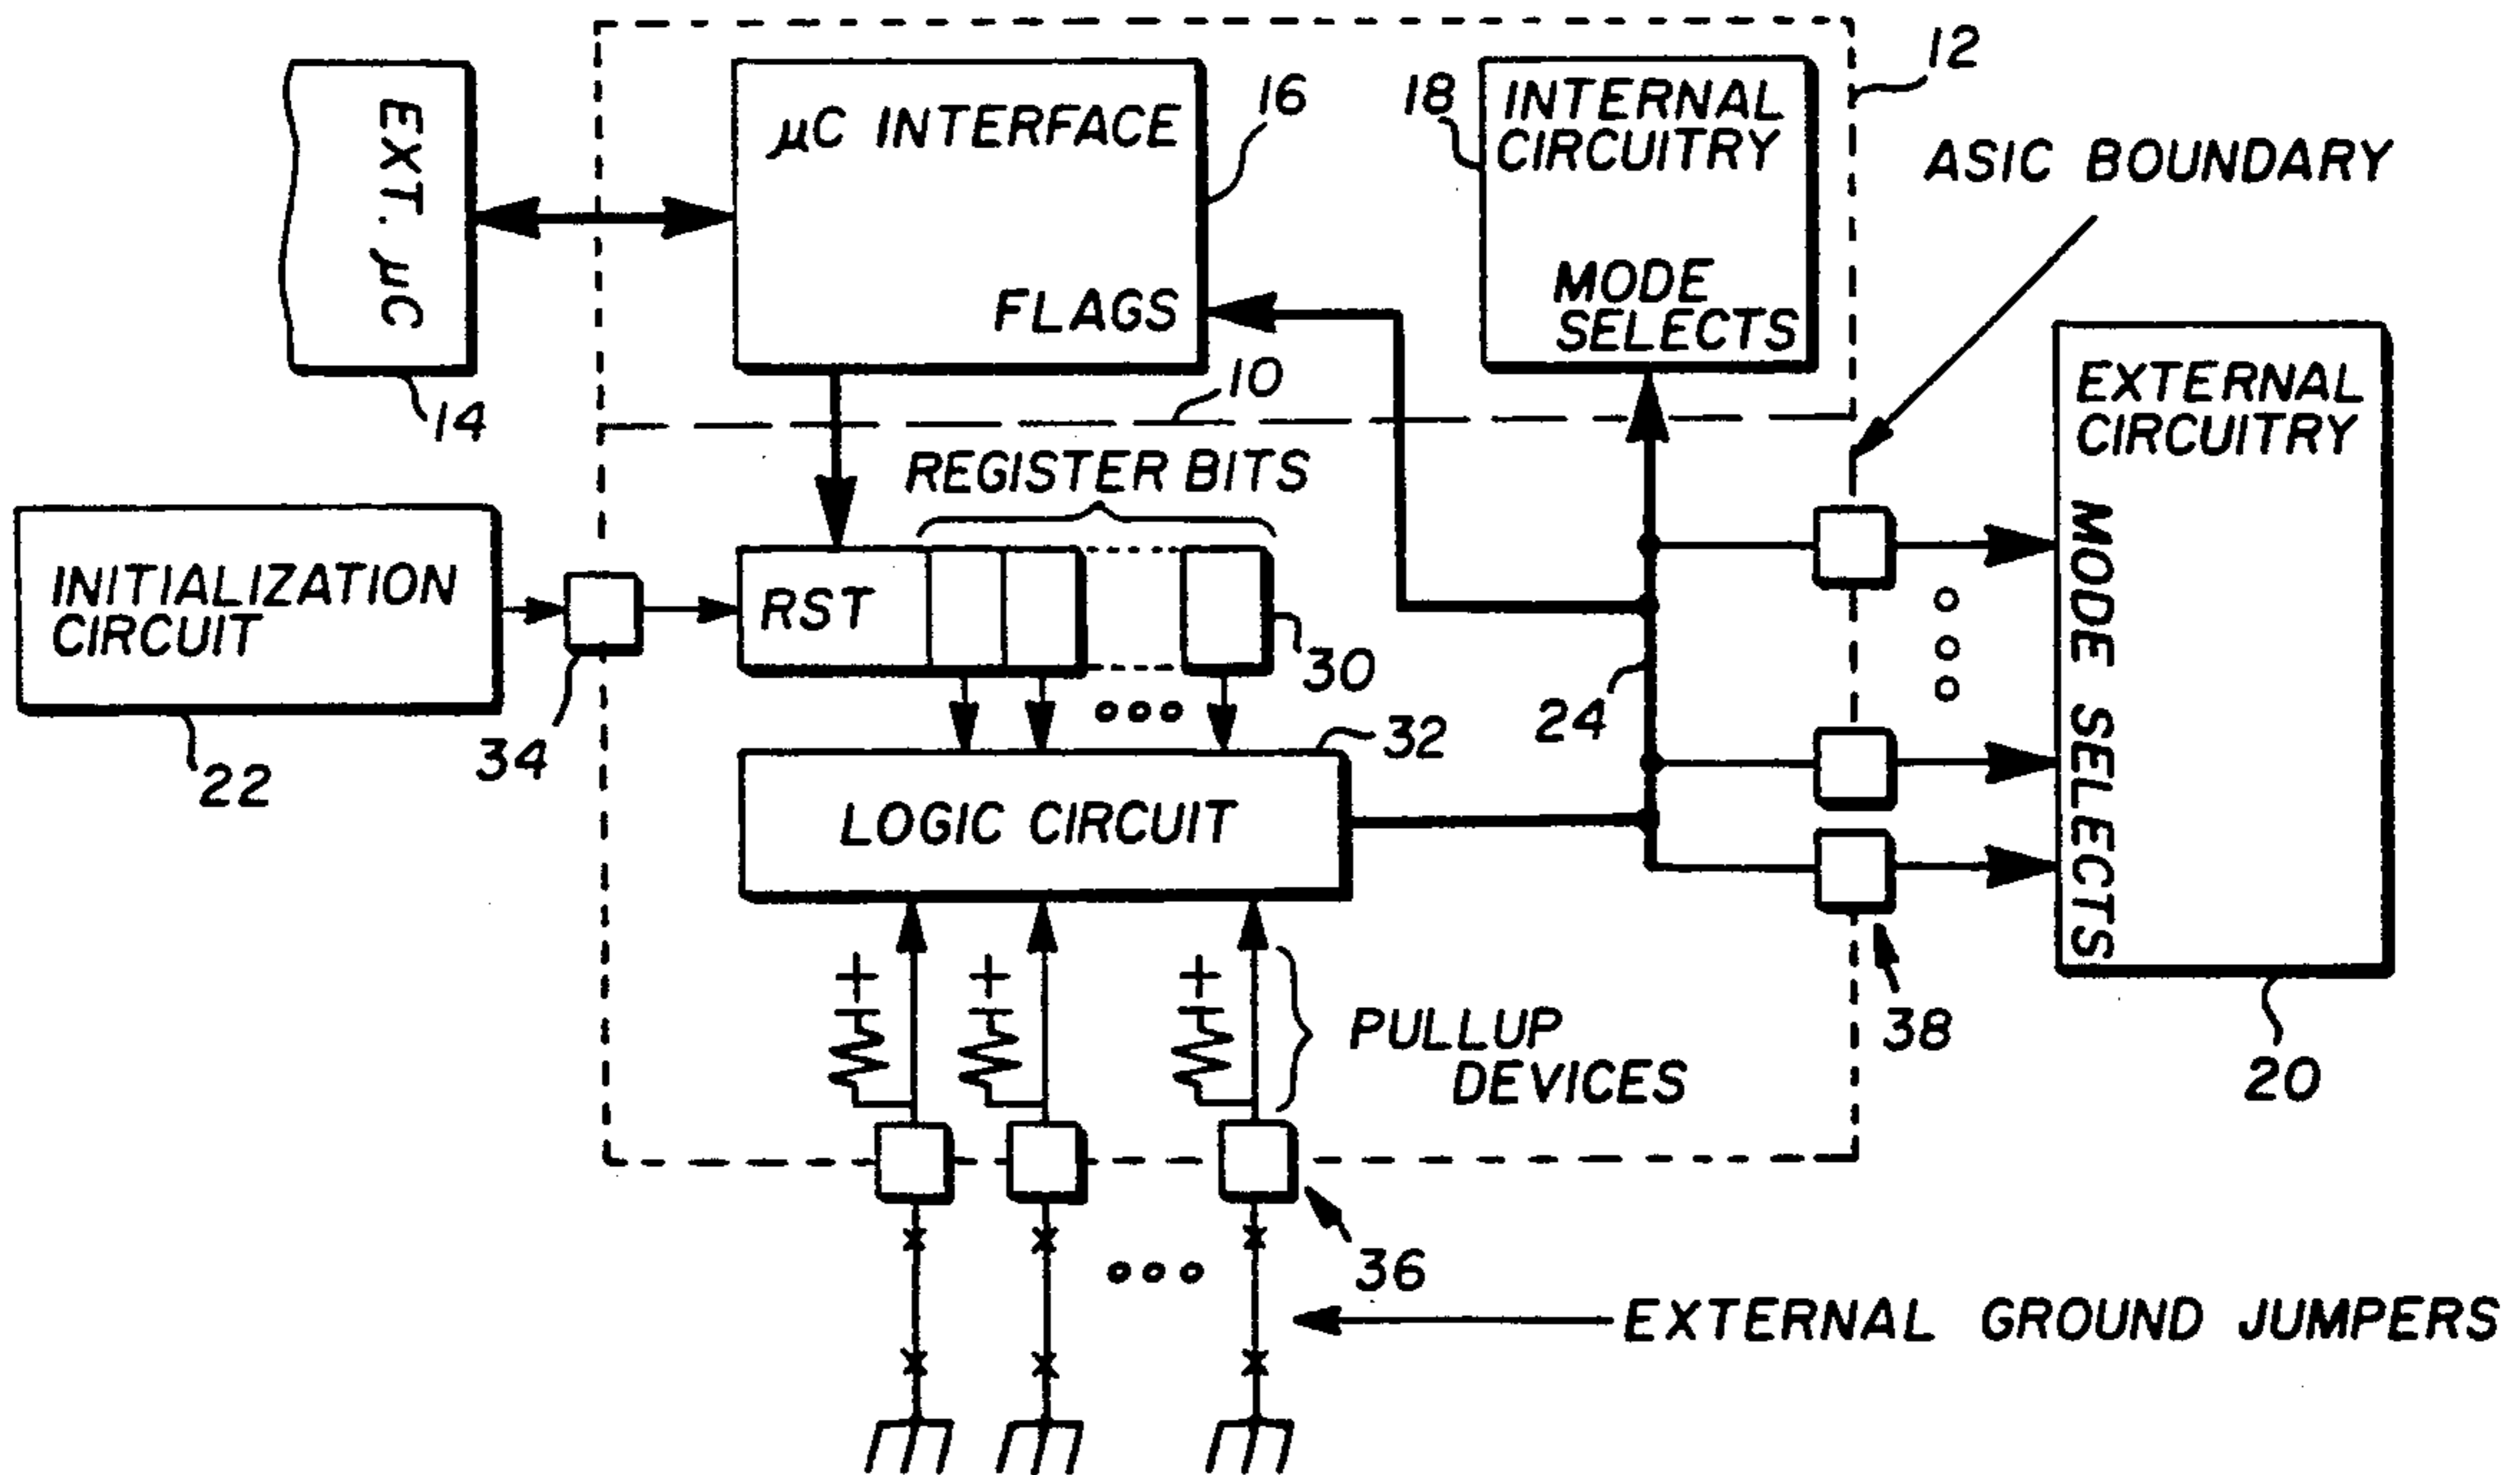 12
EXT. µC
µC INTERFACE
16
18
INTERNAL
CIRCUITRY
ASIC BOUNDARY
MODE
SELECTS
FLAGS
14
10
EXTERNAL
CIRCUITRY
REGISTER BITS
MODE SELECTS
INITIALIZATION
CIRCUIT
RST
30
34
22
24
32
LOGIC CIRCUIT
+
+
+
PULLUP
DEVICES
38
20
36
EXTERNAL GROUND JUMPERS